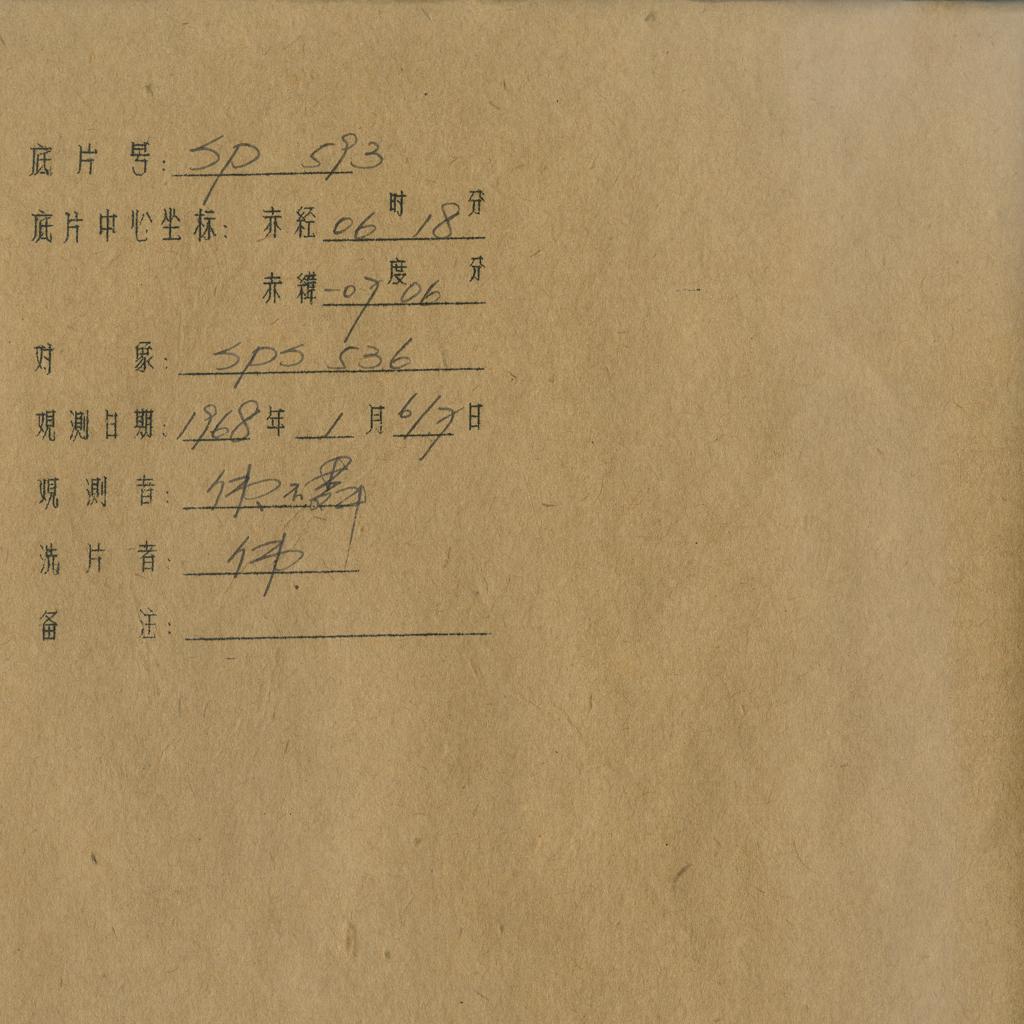 底片号: SP 593
底片中心坐标: 赤经 06 时 18 分
赤緯 -07 度 06 分
对象: SPS 536
观测日期: 1968 年 1 月 6/7 日
观测者:
洗片者:
备注: